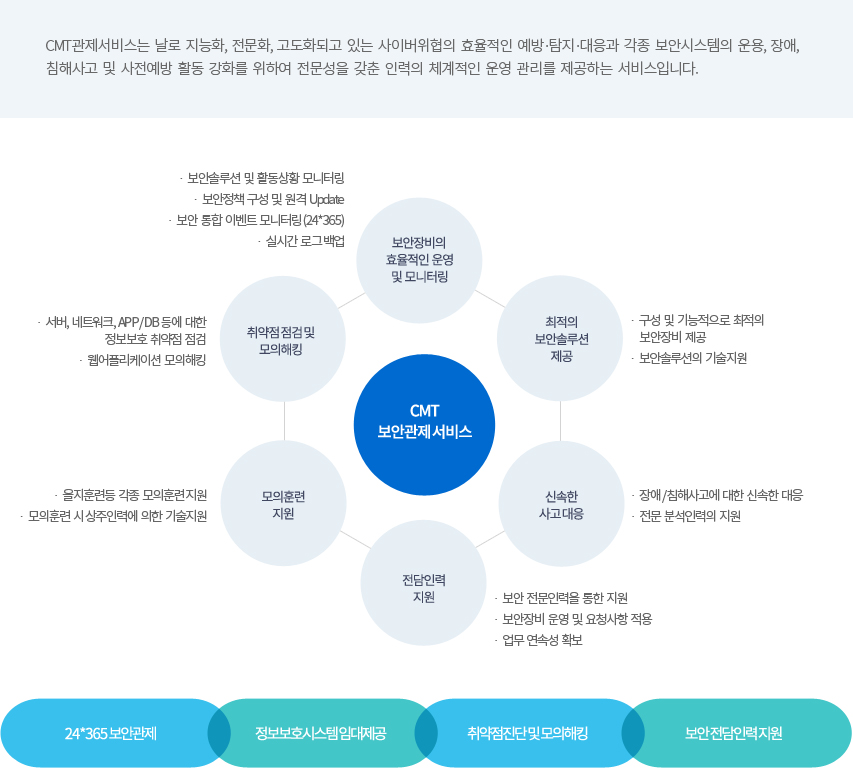 CMT관제서비스는 날로 지능화, 전문화, 고도화되고 있는 사이버위협의 효율적인 예방·탐지·대응과 각종 보안시스템의 운용, 장애,
침해사고 및 사전예방 활동 강화를 위하여 전문성을 갖춘 인력의 체계적인 운영 관리를 제공하는 서비스입니다.
· 보안솔루션 및 활동상황 모니터링
· 보안정책 구성 및 원격 Update
· 보안 통합 이벤트 모니터링 (24*365)
· 실시간 로그 백업
보안장비의
효율적인 운영
및 모니터링
· 서버, 네트워크, APP/DB 등에 대한
정보보호 취약점 점검
· 웹어플리케이션 모의해킹
취약점 점검 및
모의해킹
최적의
보안솔루션
제공
· 구성 및 기능적으로 최적의
보안장비 제공
· 보안솔루션의 기술지원
CMT
보안관제 서비스
· 을지훈련등 각종 모의훈련 지원
· 모의훈련 시 상주인력에 의한 기술지원
모의훈련
지원
신속한
사고 대응
· 장애/침해사고에 대한 신속한 대응
· 전문 분석인력의 지원
전담인력
지원
· 보안 전문인력을 통한 지원
· 보안장비 운영 및 요청사항 적용
· 업무 연속성 확보
24*365 보안관제
정보보호시스템 임대제공
취약점진단 및 모의해킹
보안 전담인력 지원